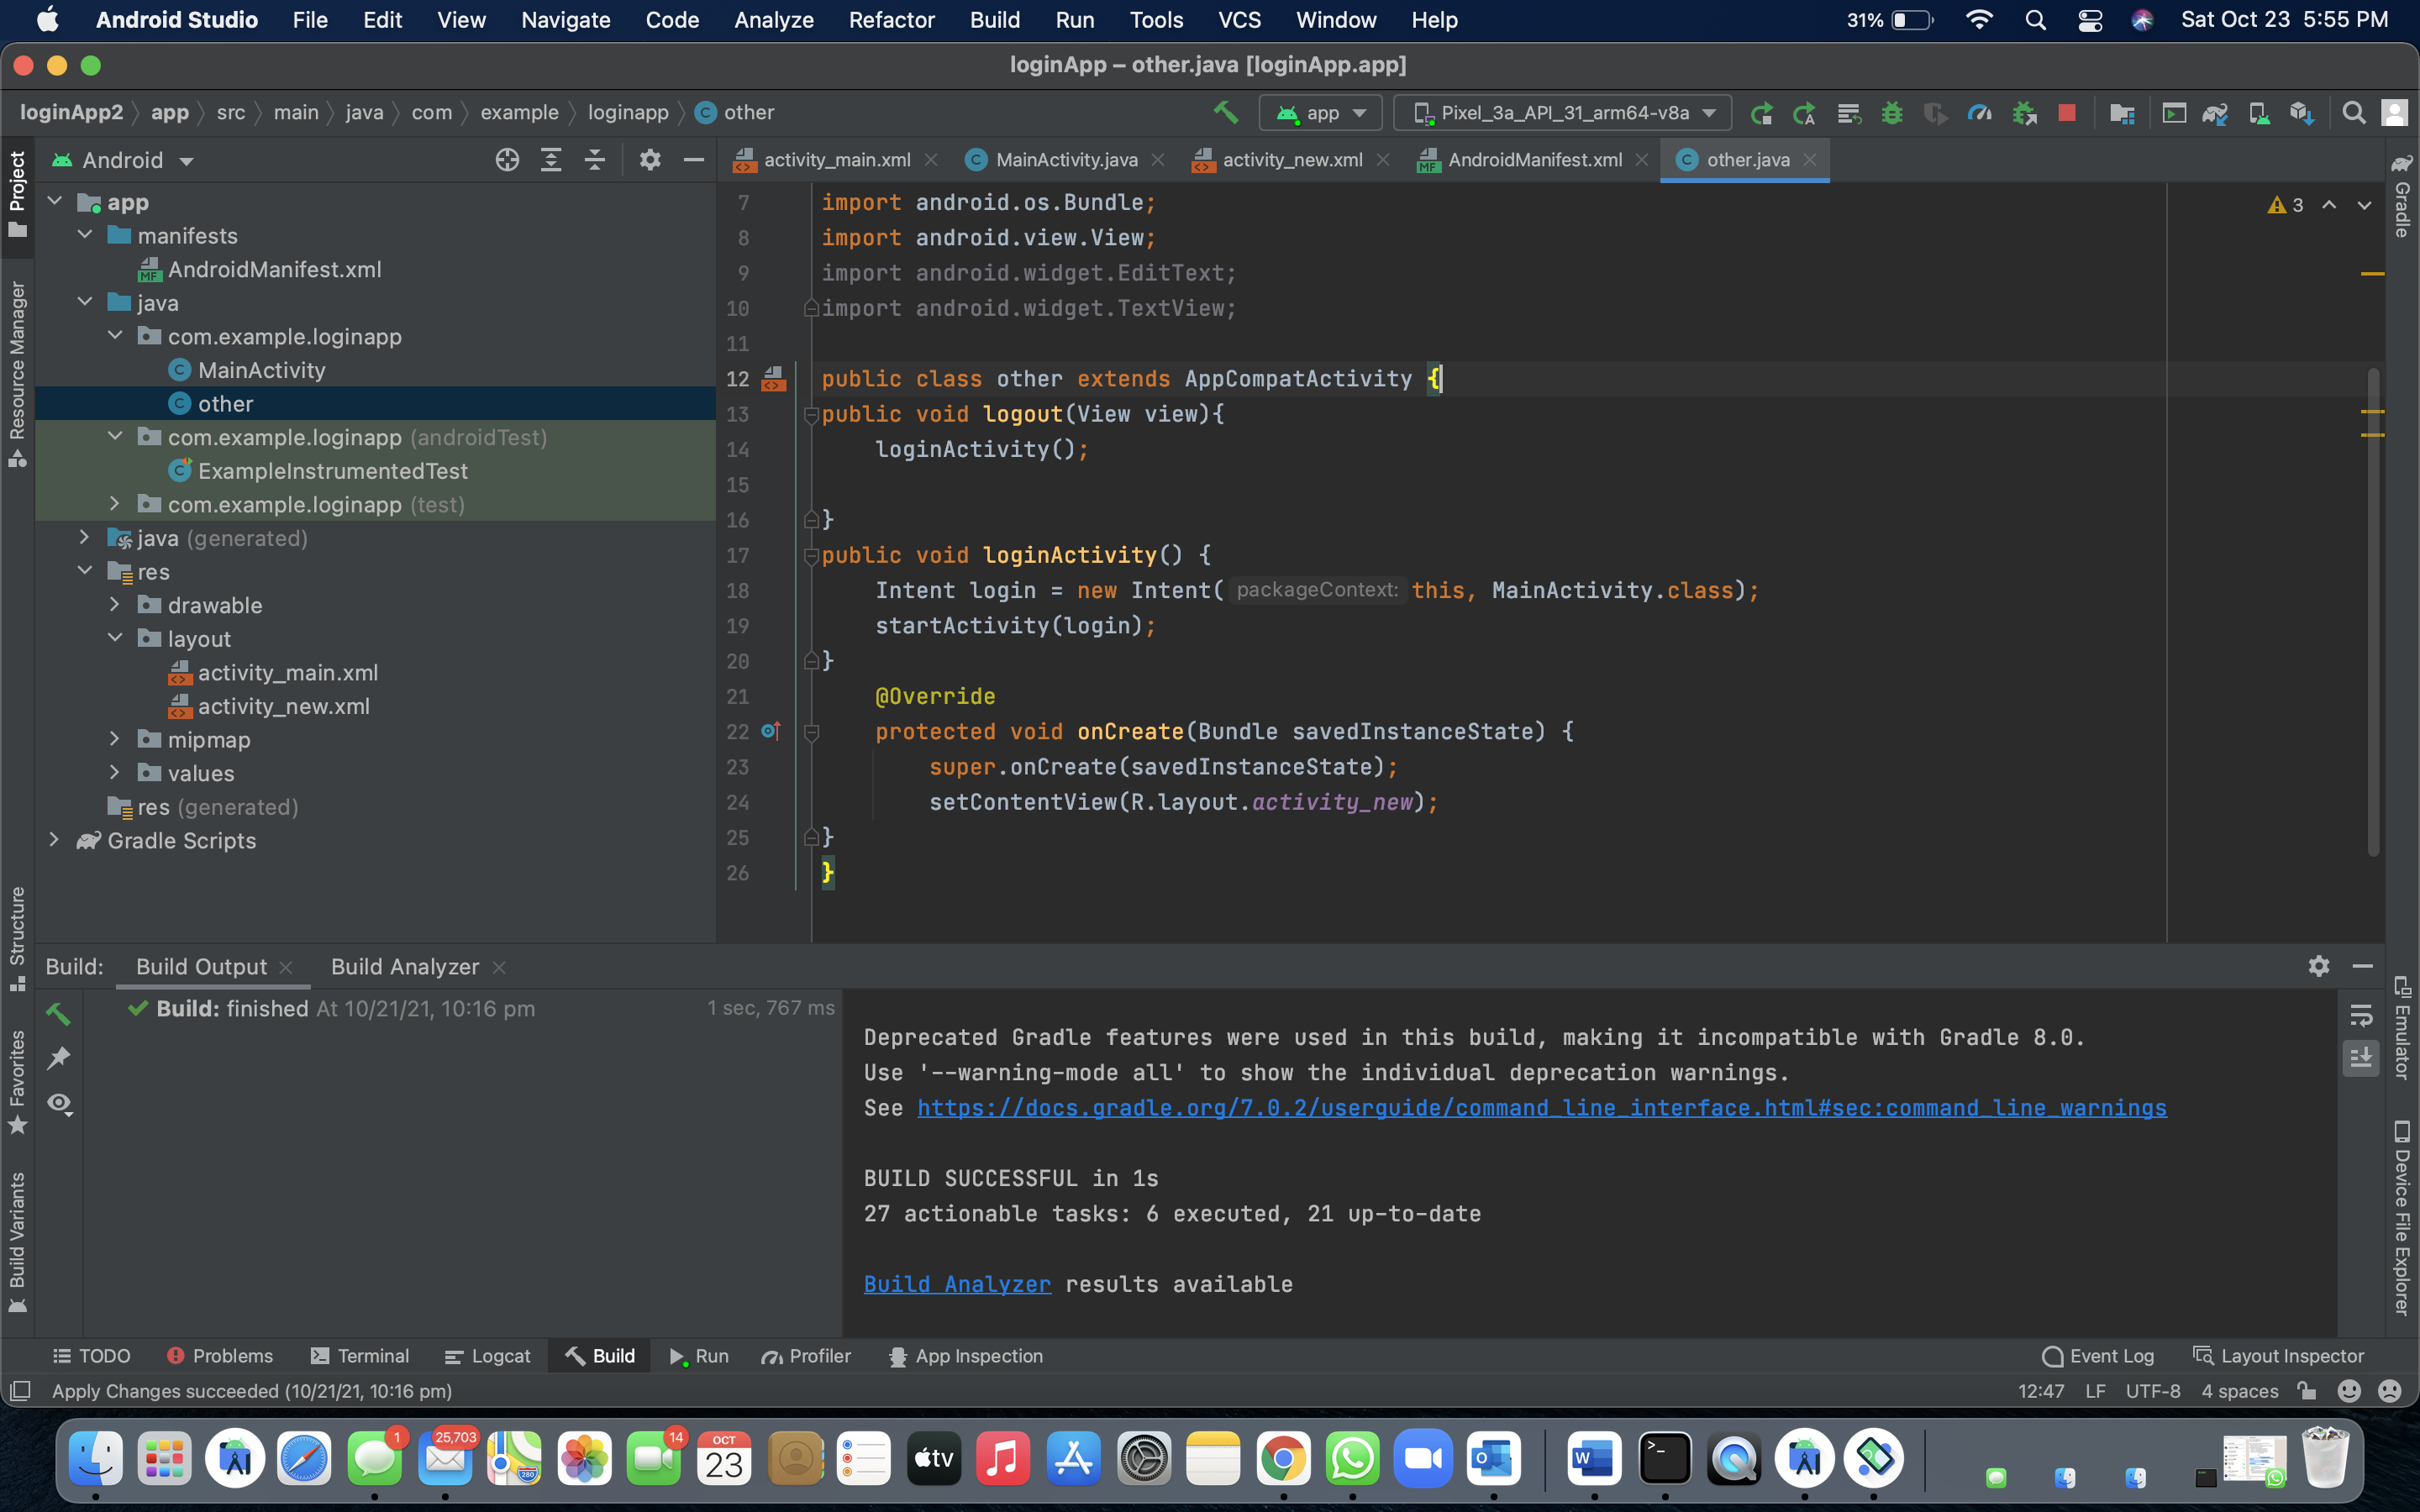 Android Studio File Edit View Navigate Code Analyze Refactor Build Run Tools VCS Window Help 31% Sat Oct 23 5:55 PM
loginApp – other.java [loginApp.app]
loginApp2 app src main java com example loginapp other app Pixel_3a_API_31_arm64-v8a
Android
activity_main.xml MainActivity.java activity_new.xml AndroidManifest.xml other.java
Project
Resource Manager
Structure
Favorites
Build Variants
app
manifests
AndroidManifest.xml
java
com.example.loginapp
MainActivity
other
com.example.loginapp (androidTest)
ExampleInstrumentedTest
com.example.loginapp (test)
java (generated)
res
drawable
layout
activity_main.xml
activity_new.xml
mipmap
values
res (generated)
Gradle Scripts
3
7 import android.os.Bundle;
8 import android.view.View;
9 import android.widget.EditText;
10 import android.widget.TextView;
11
12 public class other extends AppCompatActivity {
13 public void logout(View view){
14 loginActivity();
15
16 }
17 public void loginActivity() {
18 Intent login = new Intent( packageContext: this, MainActivity.class);
19 startActivity(login);
20 }
21 @Override
22 protected void onCreate(Bundle savedInstanceState) {
23 super.onCreate(savedInstanceState);
24 setContentView(R.layout.activity_new);
25 }
26 }
Gradle
Emulator
Device File Explorer
Build: Build Output Build Analyzer
Build: finished At 10/21/21, 10:16 pm 1 sec, 767 ms
Deprecated Gradle features were used in this build, making it incompatible with Gradle 8.0.
Use '--warning-mode all' to show the individual deprecation warnings.
See https://docs.gradle.org/7.0.2/userguide/command_line_interface.html#sec:command_line_warnings
BUILD SUCCESSFUL in 1s
27 actionable tasks: 6 executed, 21 up-to-date
Build Analyzer results available
TODO Problems Terminal Logcat Build Run Profiler App Inspection Event Log Layout Inspector
Apply Changes succeeded (10/21/21, 10:16 pm) 12:47 LF UTF-8 4 spaces
1 25,703 280 14 OCT 23 tv W